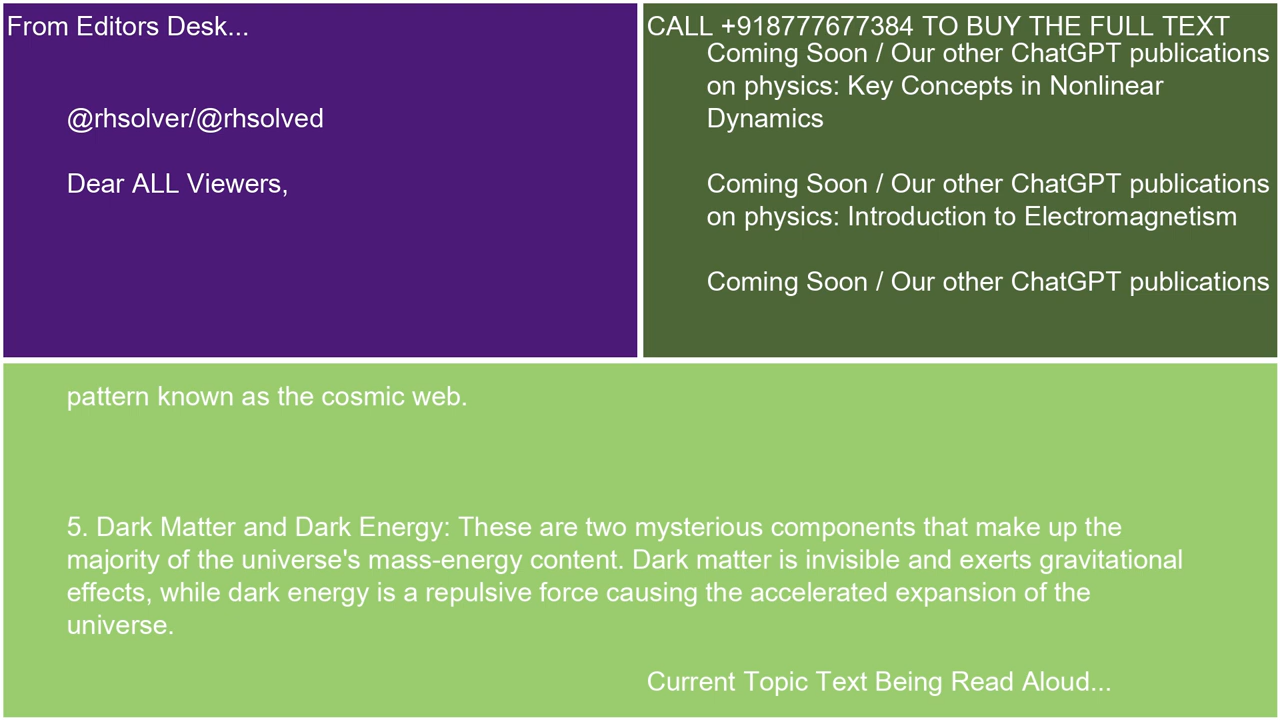 From Editors Desk...
@rhsolver/@rhsolved
Dear ALL Viewers,
CALL +918777677384 TO BUY THE FULL TEXT
Coming Soon / Our other ChatGPT publications
on physics: Key Concepts in Nonlinear
Dynamics
Coming Soon / Our other ChatGPT publications
on physics: Introduction to Electromagnetism
Coming Soon / Our other ChatGPT publications
pattern known as the cosmic web.
5. Dark Matter and Dark Energy: These are two mysterious components that make up the
majority of the universe's mass-energy content. Dark matter is invisible and exerts gravitational
effects, while dark energy is a repulsive force causing the accelerated expansion of the
universe.
Current Topic Text Being Read Aloud...